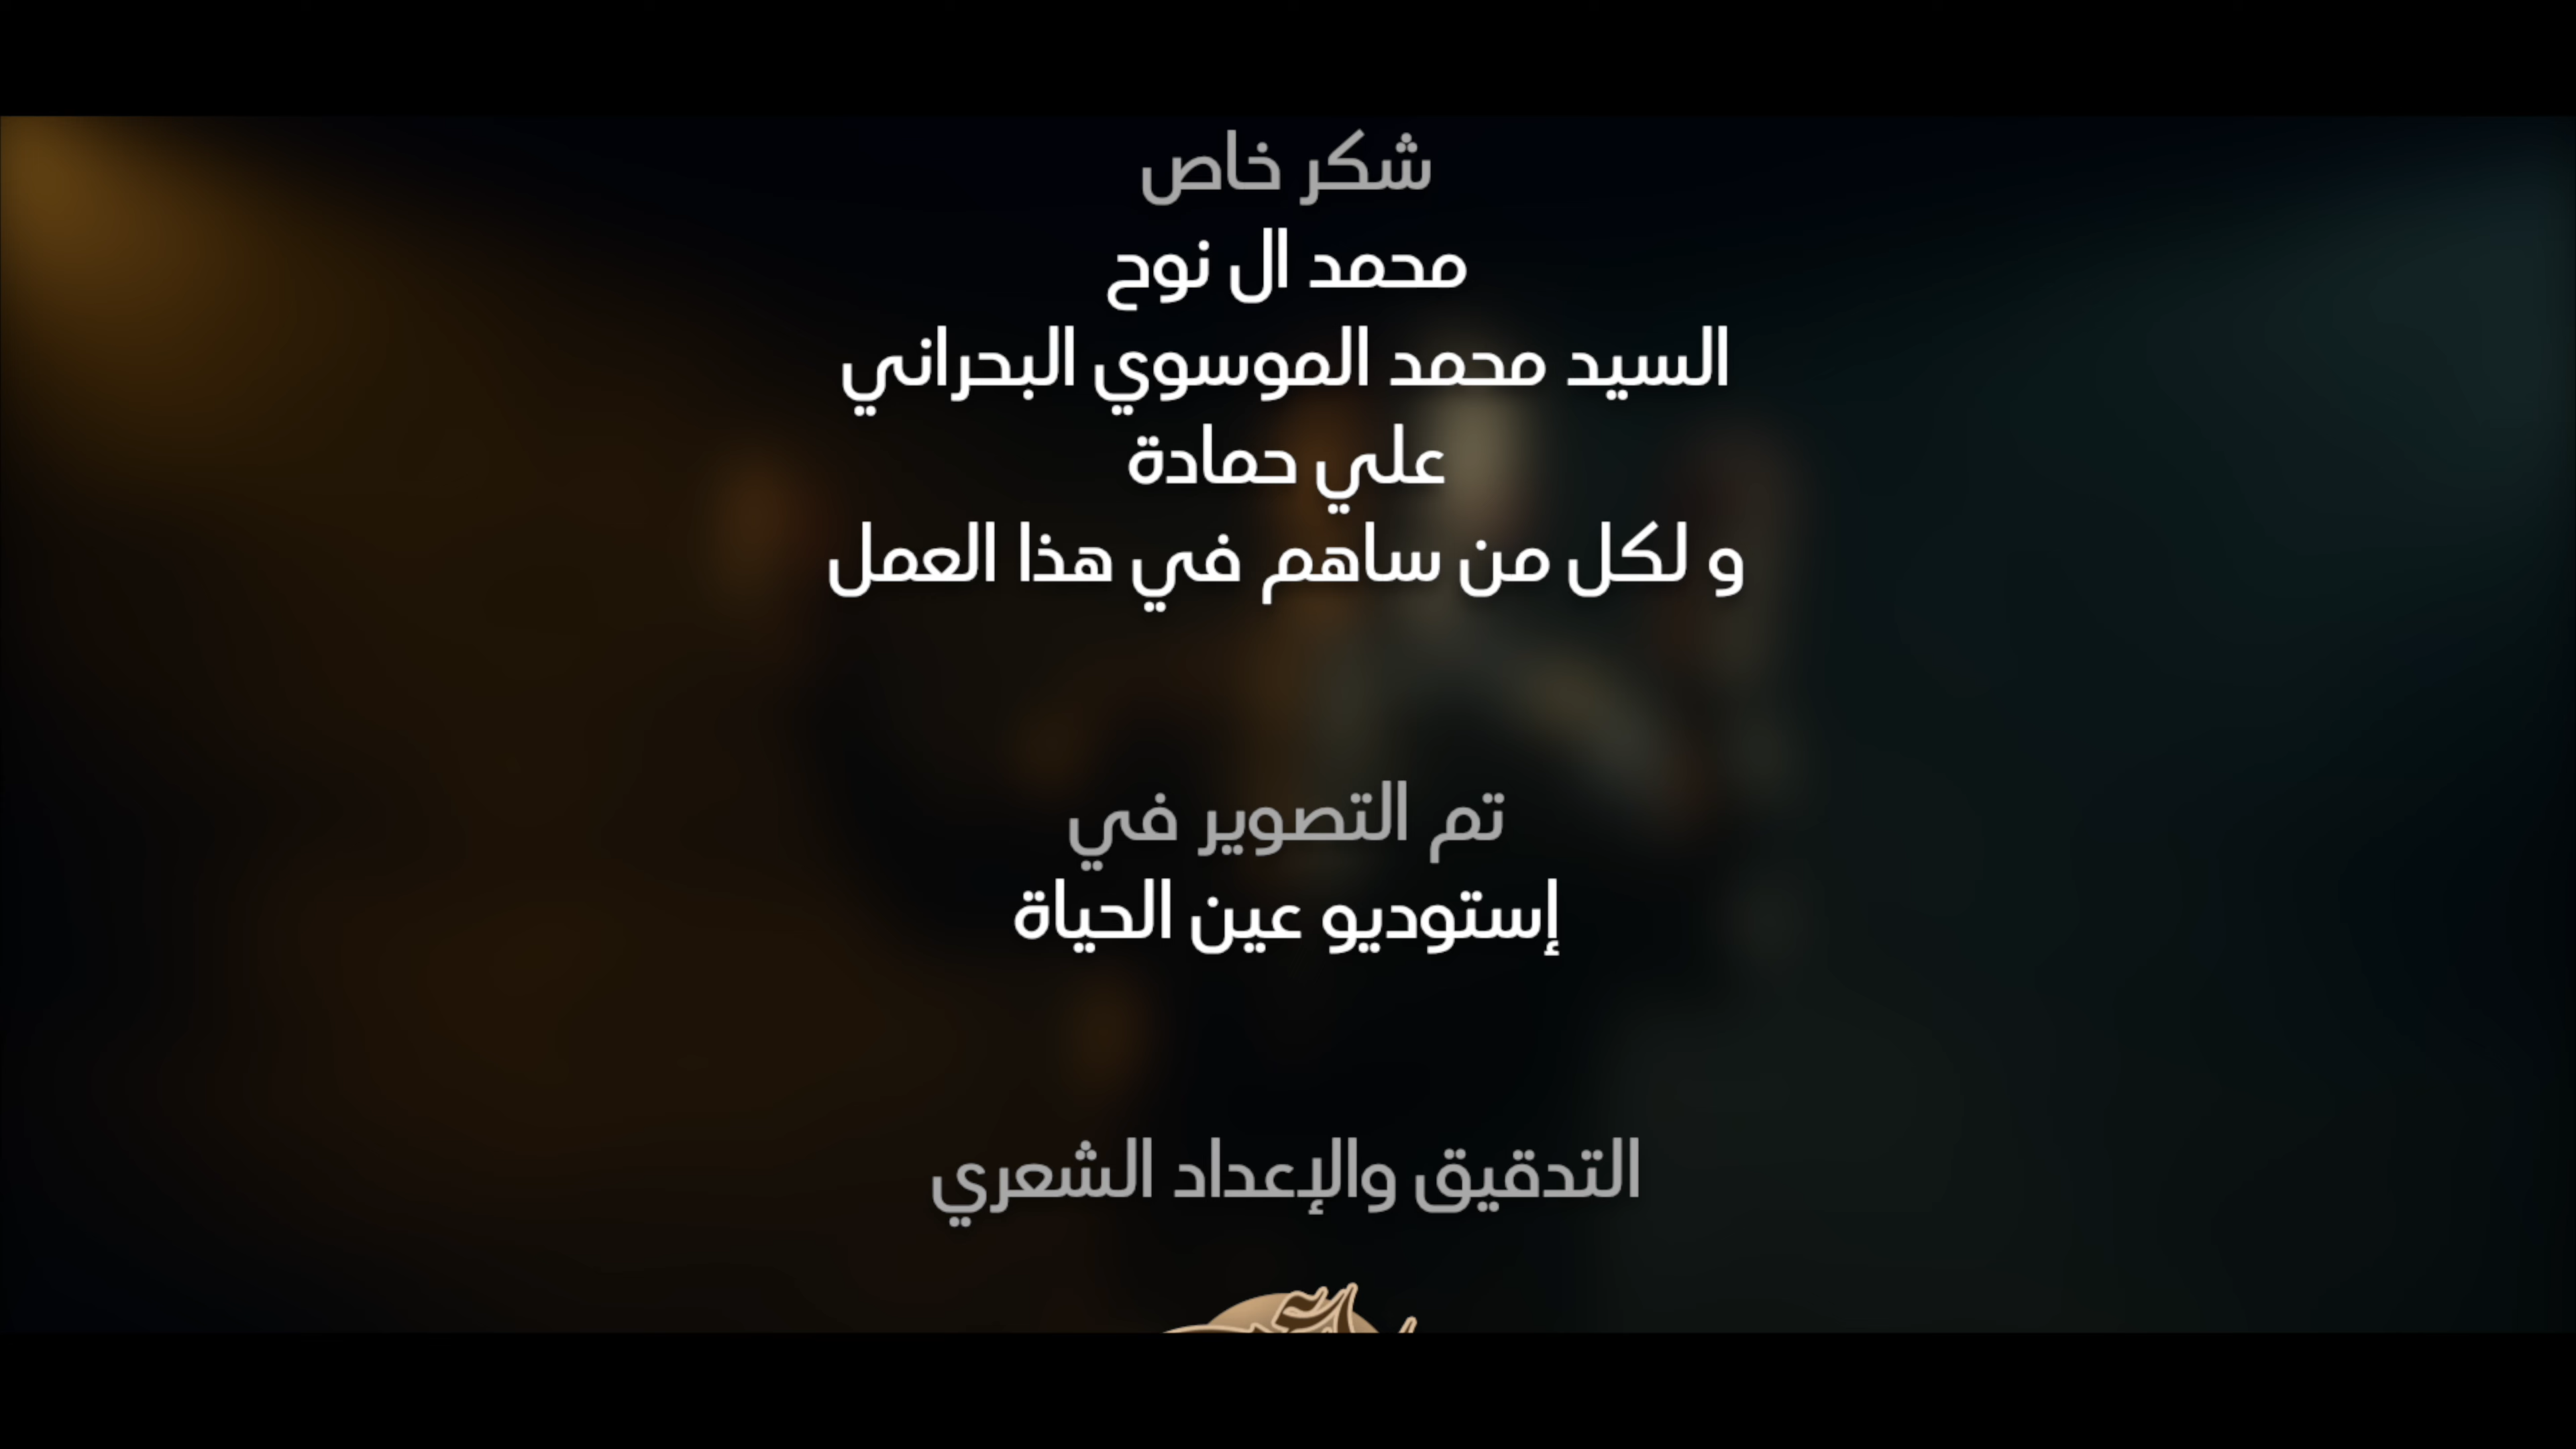 شكر خاص
محمد ال نوح
السيد محمد الموسوي البحراني
علي حمادة
و لكل من ساهم في هذا العمل
تم التصوير في
إستوديو عين الحياة
التدقيق والإعداد الشعري